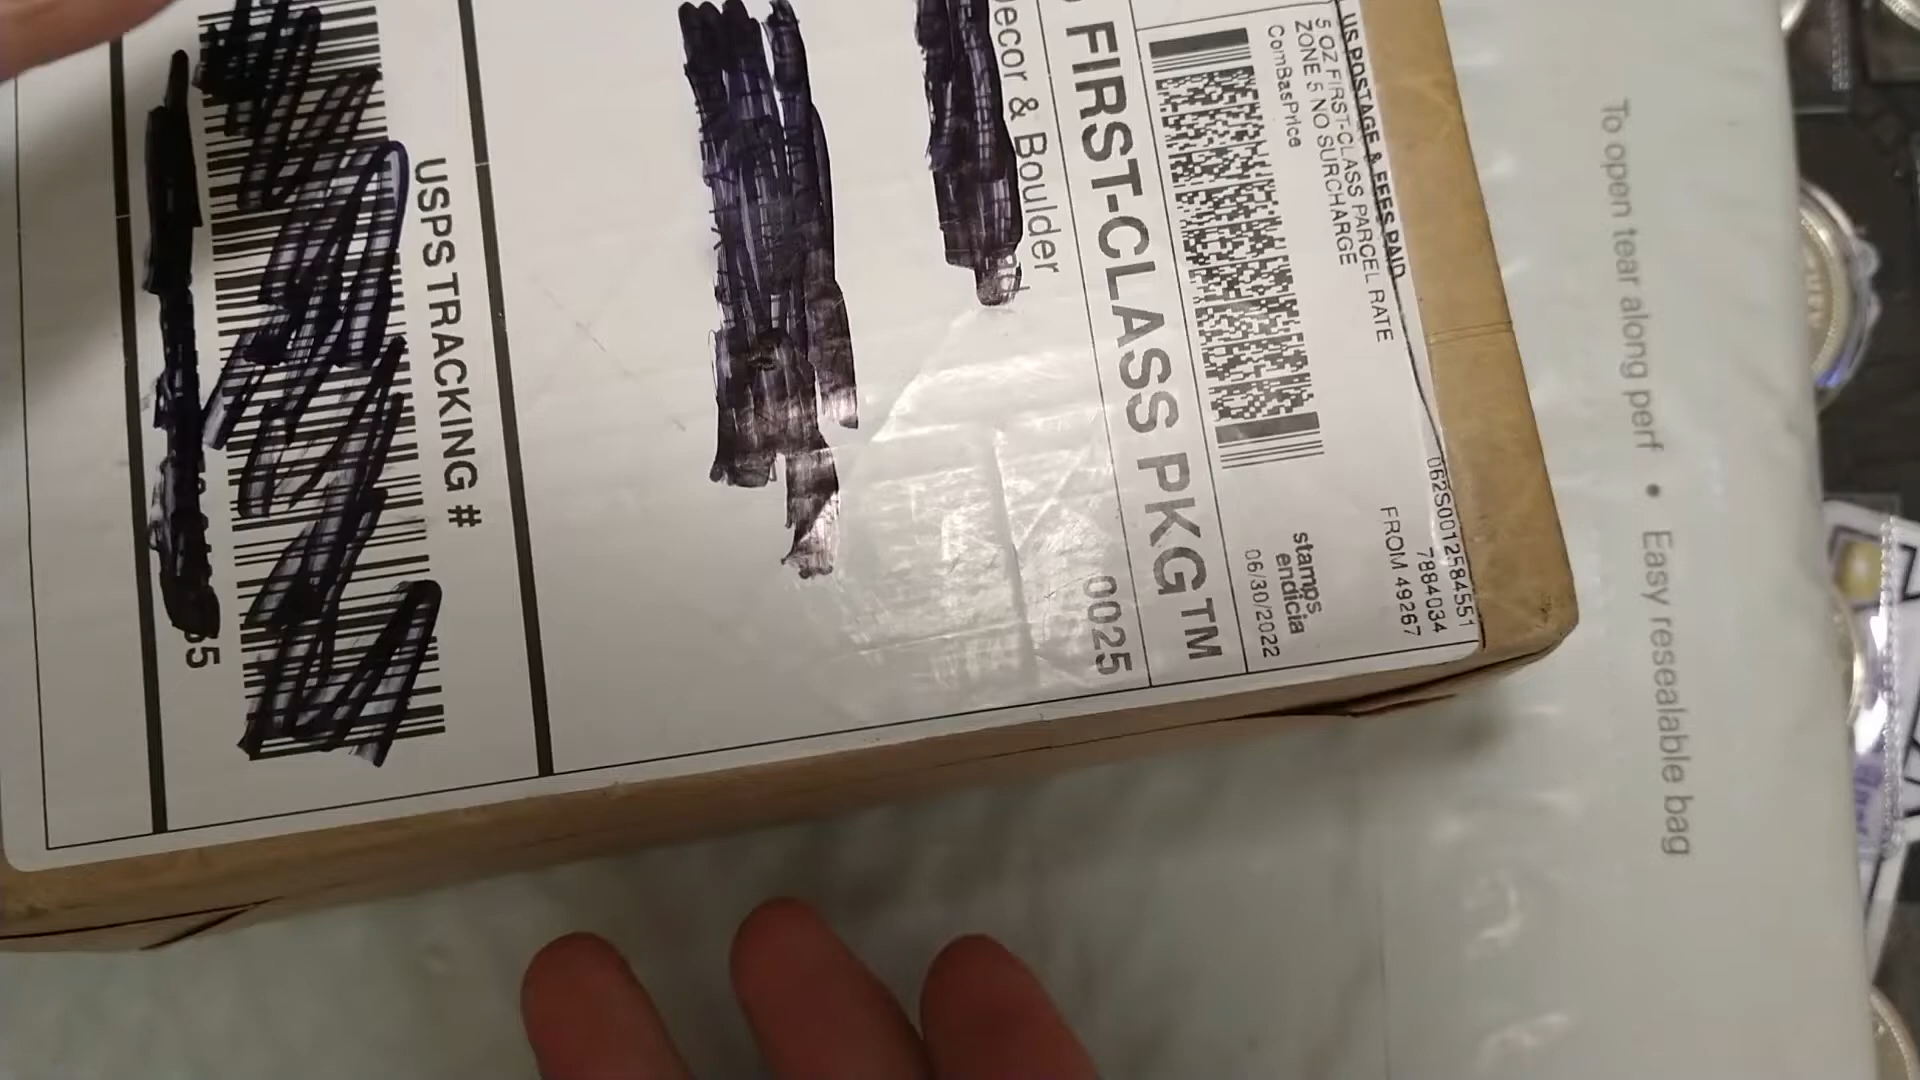 US POSTAGE & FEES PAID
5 OZ FIRST-CLASS PARCEL RATE
ZONE 5 NO SURCHARGE
ComBasPrice
062S0012584551
7884034
FROM 49267
stamps
endicia
06/30/2022
FIRST-CLASS PKG™
ecor & Boulder
0025
USPS TRACKING #
35
To open tear along perf • Easy resealable bag